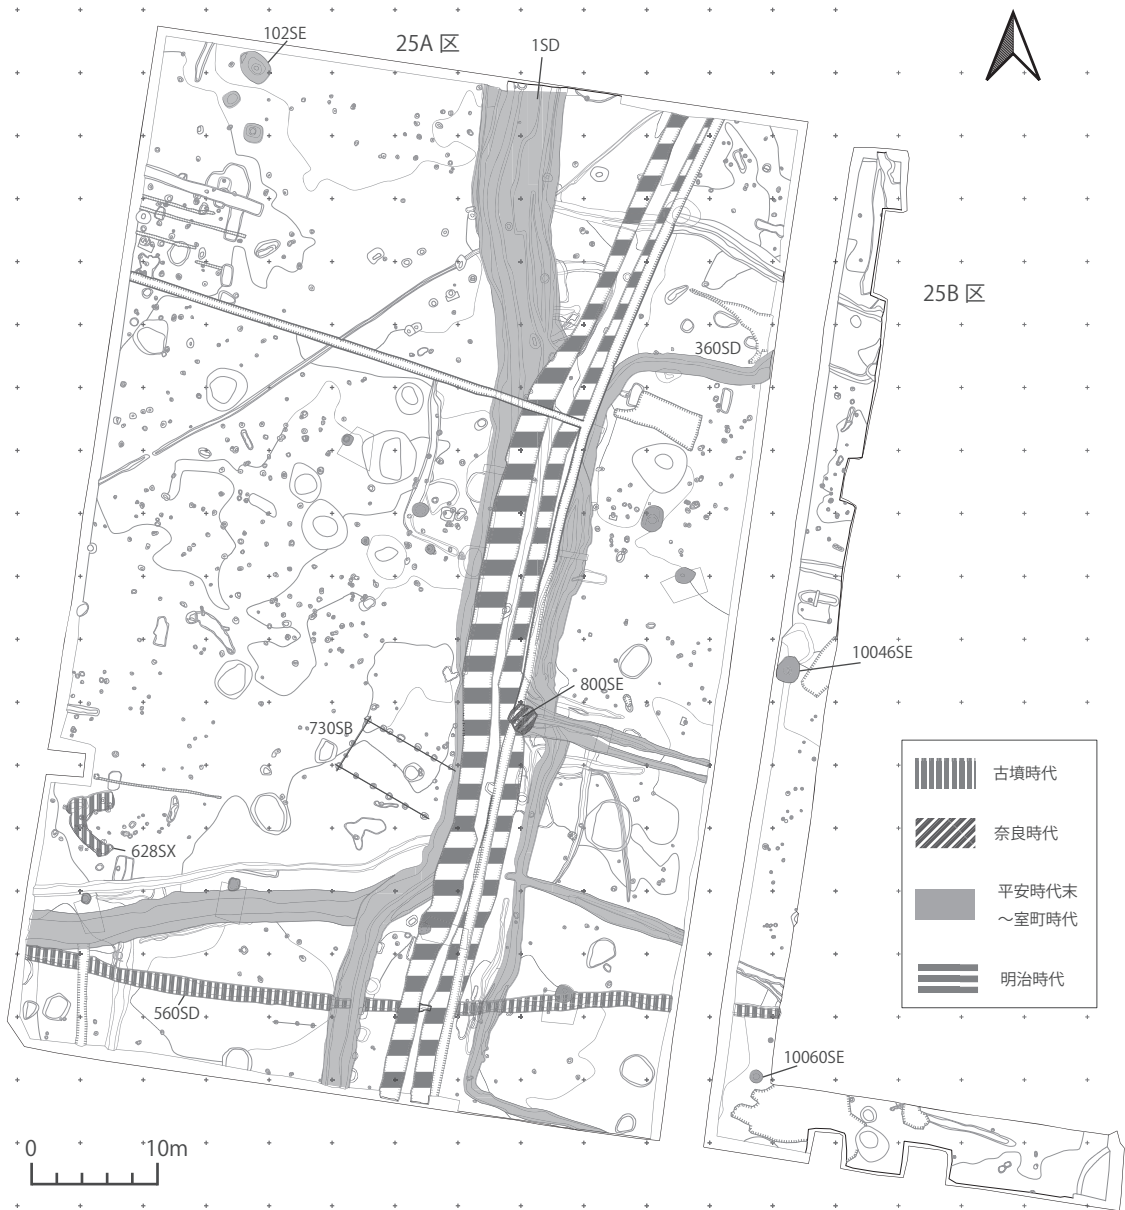 102SE
25A 区
1SD
25B 区
360SD
10046SE
800SE
730SB
628SX
560SD
10060SE
古墳時代
奈良時代
平安時代末
～室町時代
明治時代
0 10m